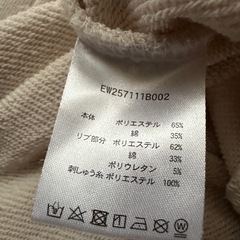 EW257111B002
本体 ポリエステル 65%
綿 35%
リブ部分 ポリエステル 62%
綿 33%
ポリウレタン 5%
刺しゅう糸 ポリエステル 100%